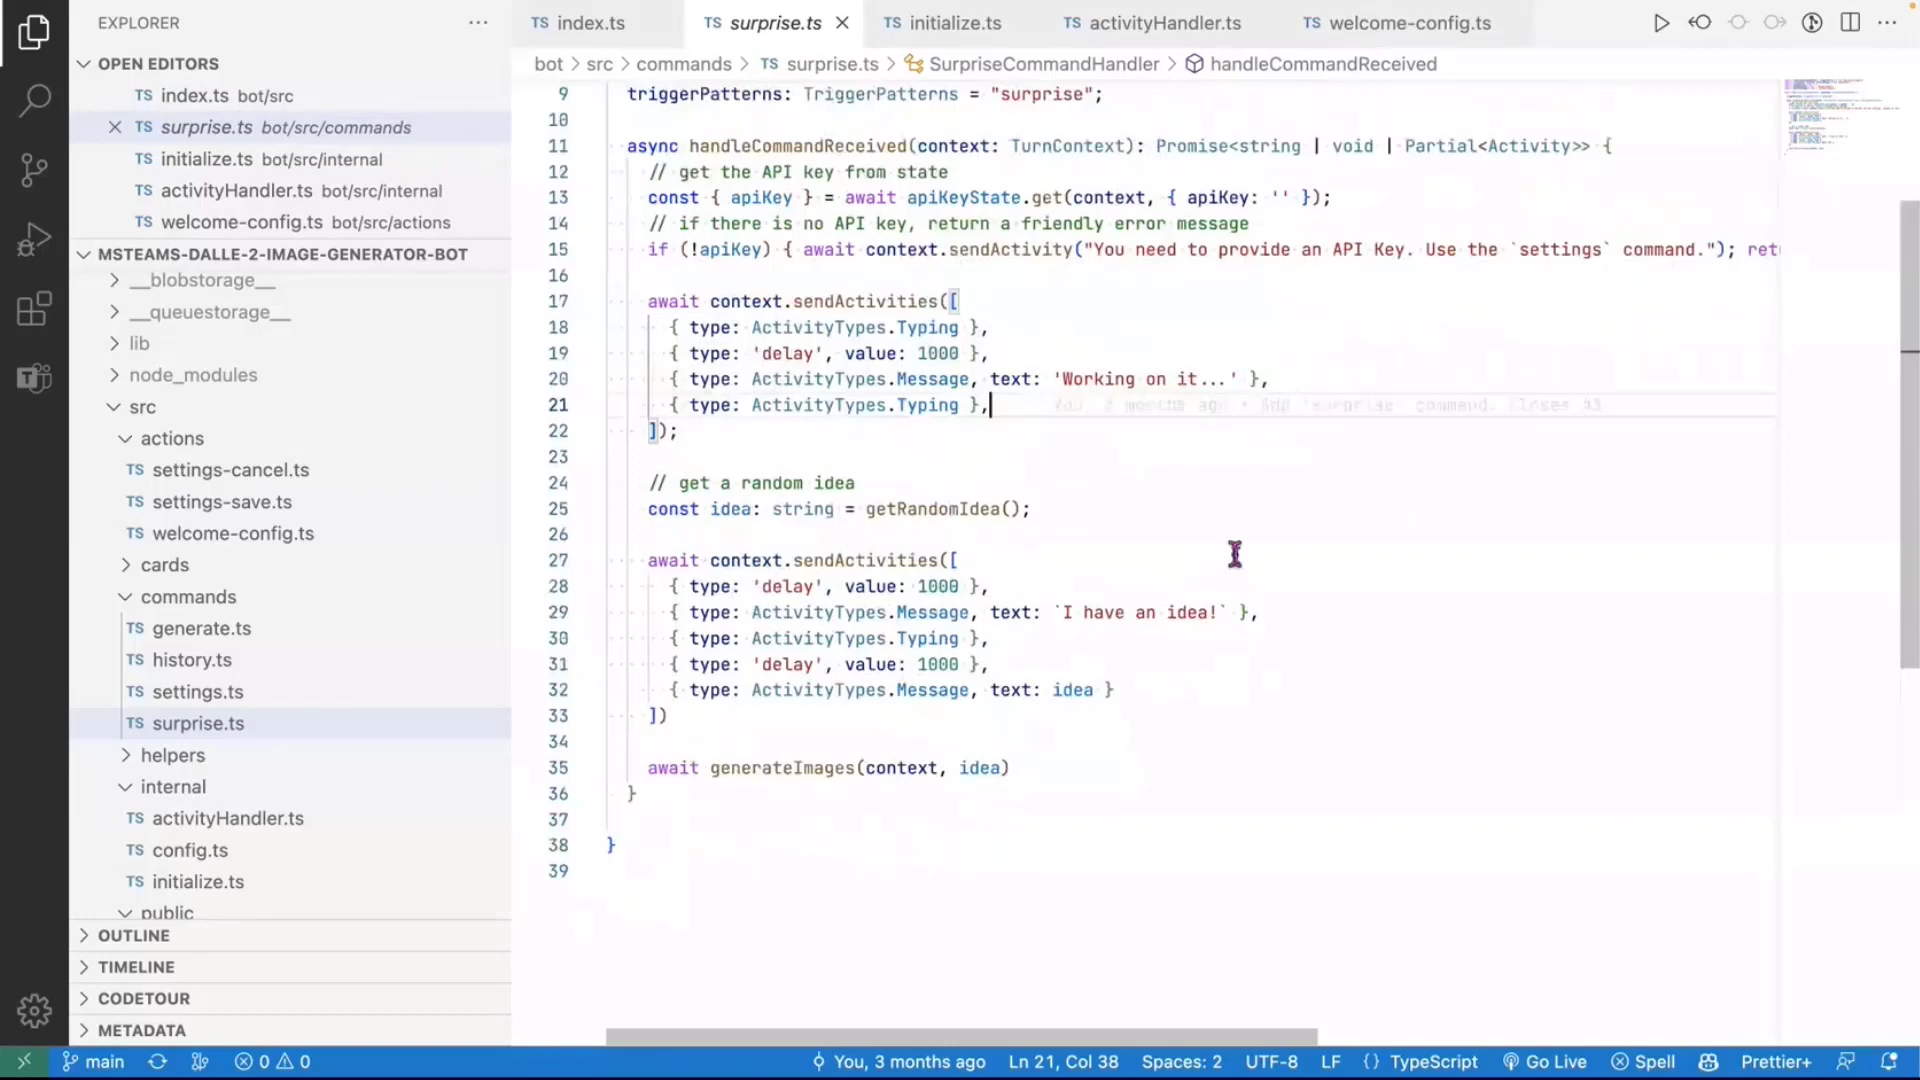 EXPLORER
OPEN EDITORS
TS index.ts bot/src
TS surprise.ts bot/src/commands
TS initialize.ts bot/src/internal
TS activityHandler.ts bot/src/internal
TS welcome-config.ts bot/src/actions
MSTEAMS-DALLE-2-IMAGE-GENERATOR-BOT
__blobstorage__
__queuestorage__
lib
node_modules
src
actions
TS settings-cancel.ts
TS settings-save.ts
TS welcome-config.ts
cards
commands
TS generate.ts
TS history.ts
TS settings.ts
TS surprise.ts
helpers
internal
TS activityHandler.ts
TS config.ts
TS initialize.ts
public
OUTLINE
TIMELINE
CODETOUR
METADATA
TS index.ts TS surprise.ts TS initialize.ts TS activityHandler.ts TS welcome-config.ts
bot > src > commands > TS surprise.ts > SurpriseCommandHandler > handleCommandReceived
9 triggerPatterns: TriggerPatterns = "surprise";
10
11 async handleCommandReceived(context: TurnContext): Promise<string | void | Partial<Activity>> {
12 // get the API key from state
13 const { apiKey } = await apiKeyState.get(context, { apiKey: '' });
14 // if there is no API key, return a friendly error message
15 if (!apiKey) { await context.sendActivity("You need to provide an API Key. Use the `settings` command."); ret
16
17 await context.sendActivities([
18 { type: ActivityTypes.Typing },
19 { type: 'delay', value: 1000 },
20 { type: ActivityTypes.Message, text: 'Working on it...' },
21 { type: ActivityTypes.Typing }, You, 3 months ago • Add 'surprise' command. Closes
22 ]);
23
24 // get a random idea
25 const idea: string = getRandomIdea();
26
27 await context.sendActivities([
28 { type: 'delay', value: 1000 },
29 { type: ActivityTypes.Message, text: `I have an idea!` },
30 { type: ActivityTypes.Typing },
31 { type: 'delay', value: 1000 },
32 { type: ActivityTypes.Message, text: idea }
33 ])
34
35 await generateImages(context, idea)
36 }
37
38 }
39
main 0 0 You, 3 months ago Ln 21, Col 38 Spaces: 2 UTF-8 LF {} TypeScript Go Live Spell Prettier+